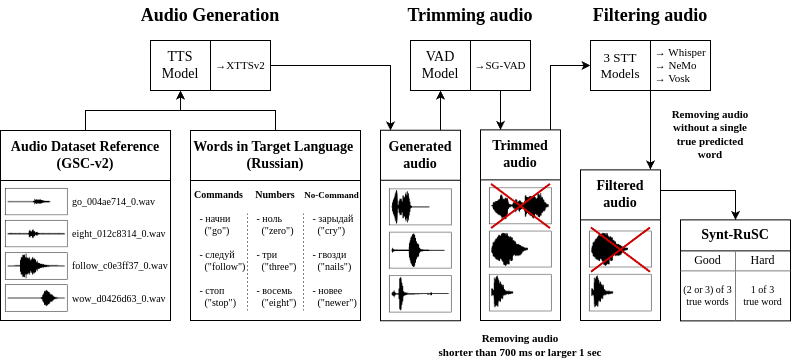 Audio Generation
Trimming audio
Filtering audio
TTS
Model
→XTTSv2
VAD
Model
→SG-VAD
3 STT
Models
→ Whisper
→ NeMo
→ Vosk
Removing audio
without a single
true predicted
word
Audio Dataset Reference
(GSC-v2)
go_004ae714_0.wav
eight_012c8314_0.wav
follow_c0e3ff37_0.wav
wow_d0426d63_0.wav
Words in Target Language
(Russian)
Commands
Numbers
No-Command
- начни
("go")
- ноль
("zero")
- зарыдай
("cry")
- следуй
("follow")
- три
("three")
- гвозди
("nails")
- стоп
("stop")
- восемь
("eight")
- новее
("newer")
Generated
audio
Trimmed
audio
Filtered
audio
Synt-RuSC
Good
Hard
(2 or 3) of 3
true words
1 of 3
true word
Removing audio
shorter than 700 ms or larger 1 sec